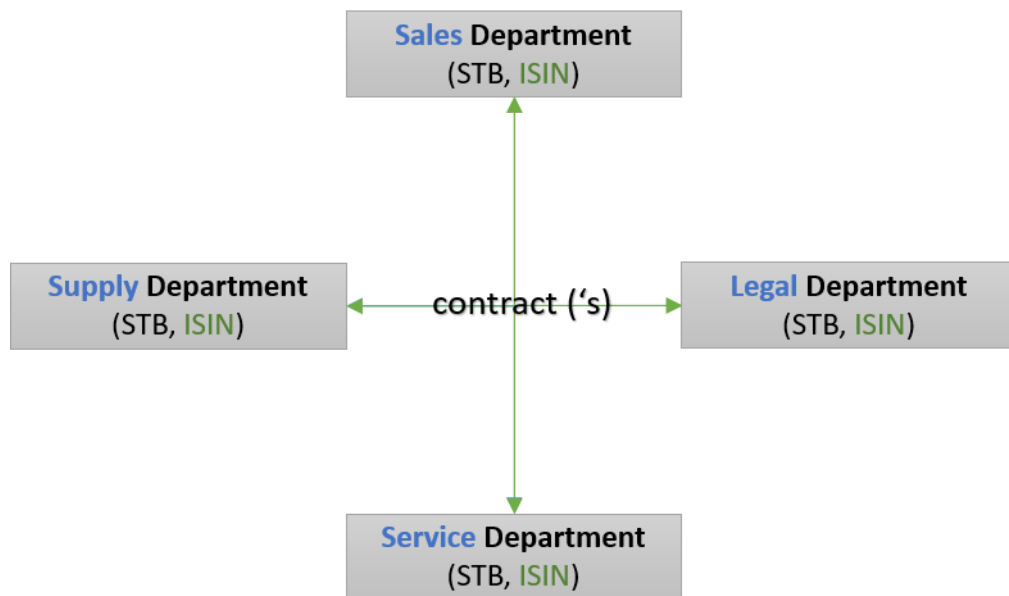 Sales Department
(STB, ISIN)
Supply Department
(STB, ISIN)
contract (‘s)
Legal Department
(STB, ISIN)
Service Department
(STB, ISIN)